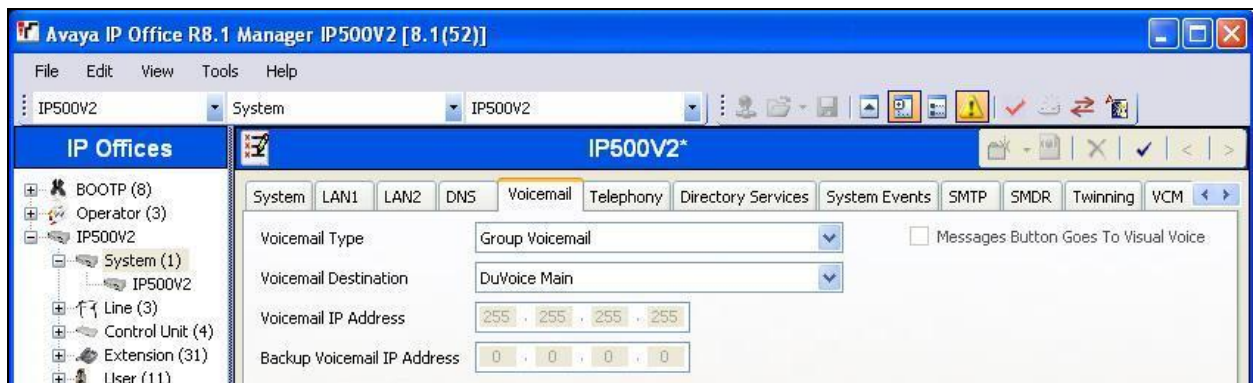 Avaya IP Office R8.1 Manager IP500V2 [8.1(52)]
File Edit View Tools Help
IP500V2 System IP500V2
IP Offices IP500V2*
BOOTP (8)
Operator (3)
IP500V2
System (1)
IP500V2
Line (3)
Control Unit (4)
Extension (31)
User (11)
System LAN1 LAN2 DNS Voicemail Telephony Directory Services System Events SMTP SMDR Twinning VCM
Voicemail Type Group Voicemail Messages Button Goes To Visual Voice
Voicemail Destination DuVoice Main
Voicemail IP Address 255 . 255 . 255 . 255
Backup Voicemail IP Address 0 . 0 . 0 . 0